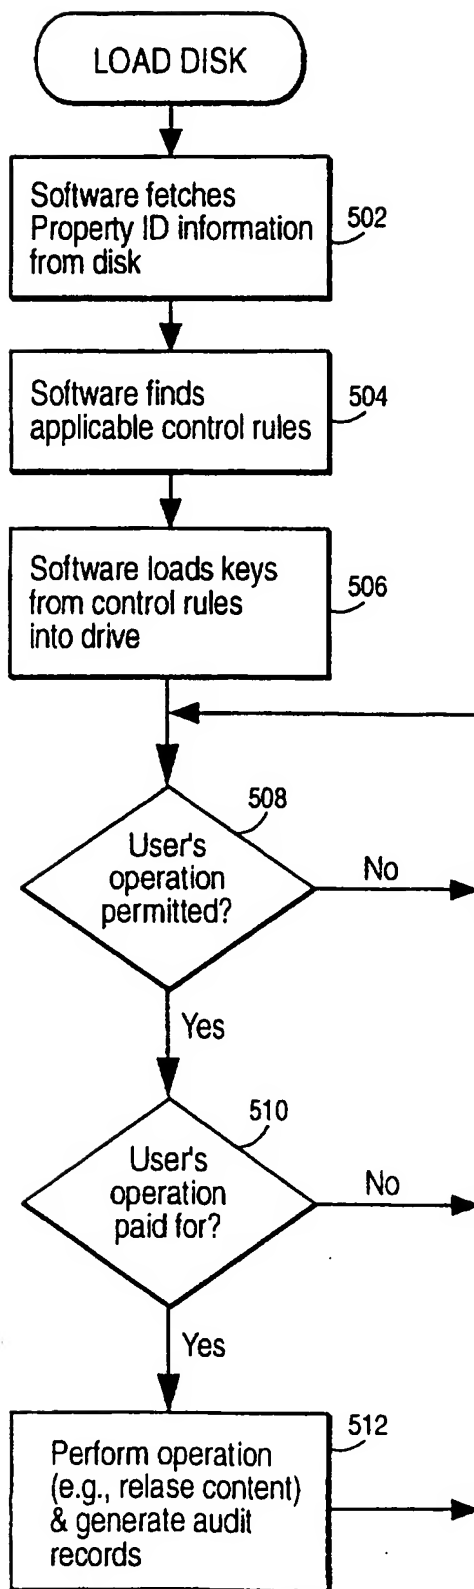 LOAD DISK
Software fetches
Property ID information
from disk
502
Software finds
applicable control rules
504
Software loads keys
from control rules
into drive
506
508
User's
operation
permitted?
No
Yes
510
User's
operation
paid for?
No
Yes
512
Perform operation
(e.g., relase content)
& generate audit
records